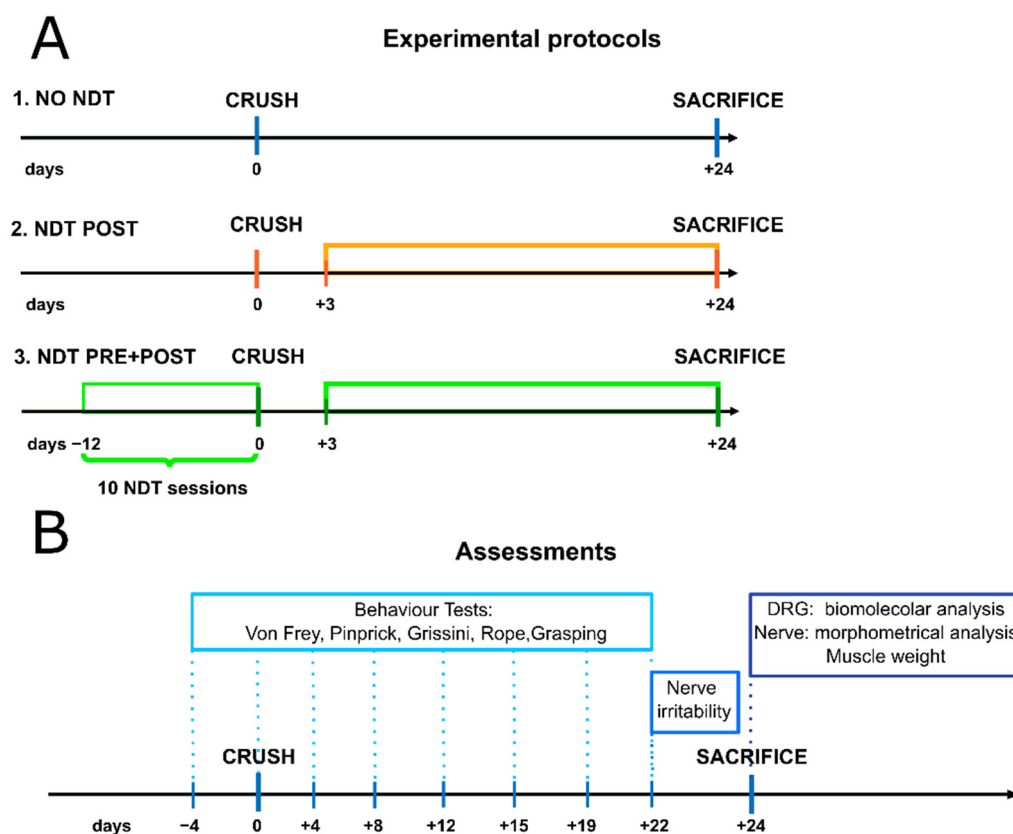 A
Experimental protocols
1. NO NDT
CRUSH
SACRIFICE
days
0
+24
2. NDT POST
CRUSH
SACRIFICE
days
0
+3
+24
3. NDT PRE+POST
CRUSH
SACRIFICE
days −12
0
+3
+24
10 NDT sessions
B
Assessments
Behaviour Tests:
Von Frey, Pinprick, Grissini, Rope,Grasping
DRG: biomolecolar analysis
Nerve: morphometrical analysis
Muscle weight
Nerve
irritability
CRUSH
SACRIFICE
days
−4
0
+4
+8
+12
+15
+19
+22
+24